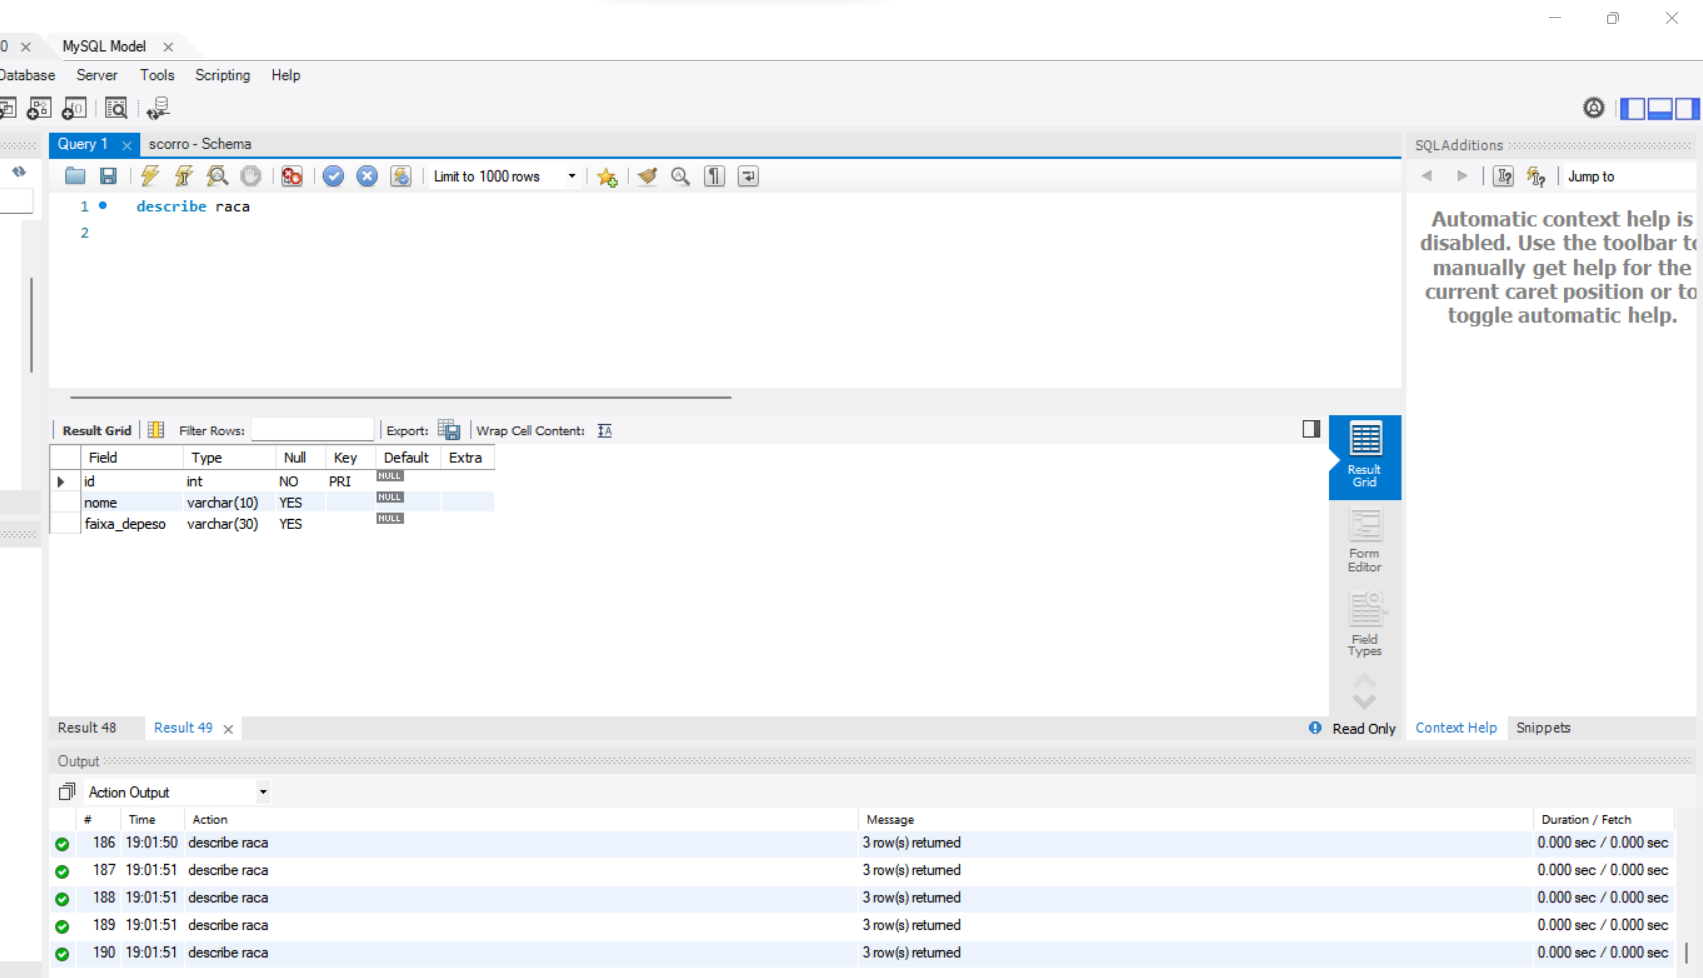 0 × MySQL Model ×
Database Server Tools Scripting Help
Query 1 × scorro - Schema
SQLAdditions
Limit to 1000 rows
Jump to
1 describe raca
2
Automatic context help is
disabled. Use the toolbar to
manually get help for the
current caret position or to
toggle automatic help.
Result Grid Filter Rows: Export: Wrap Cell Content:
Field Type Null Key Default Extra
id int NO PRI NULL
nome varchar(10) YES NULL
faixa_depeso varchar(30) YES NULL
Result
Grid
Form
Editor
Field
Types
Result 48 Result 49 × Read Only Context Help Snippets
Output
Action Output
# Time Action Message Duration / Fetch
186 19:01:50 describe raca 3 row(s) returned 0.000 sec / 0.000 sec
187 19:01:51 describe raca 3 row(s) returned 0.000 sec / 0.000 sec
188 19:01:51 describe raca 3 row(s) returned 0.000 sec / 0.000 sec
189 19:01:51 describe raca 3 row(s) returned 0.000 sec / 0.000 sec
190 19:01:51 describe raca 3 row(s) returned 0.000 sec / 0.000 sec